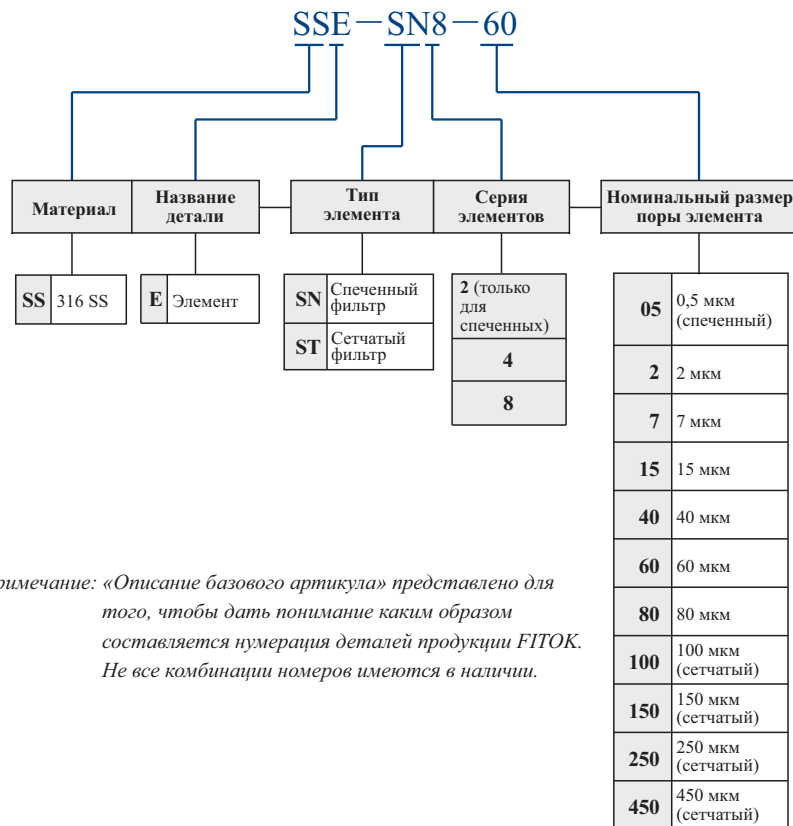 SSE—SN8—60
Материал
Название
детали
Тип
элемента
Серия
элементов
Номинальный размер
поры элемента
SS 316 SS
E Элемент
SN Спеченный
фильтр
ST Сетчатый
фильтр
2 (только
для
спеченных)
4
8
05 0,5 мкм
(спеченный)
2 2 мкм
7 7 мкм
15 15 мкм
40 40 мкм
60 60 мкм
80 80 мкм
100 100 мкм
(сетчатый)
150 150 мкм
(сетчатый)
250 250 мкм
(сетчатый)
450 450 мкм
(сетчатый)
римечание: «Описание базового артикула» представлено для
того, чтобы дать понимание каким образом
составляется нумерация деталей продукции FITOK.
Не все комбинации номеров имеются в наличии.